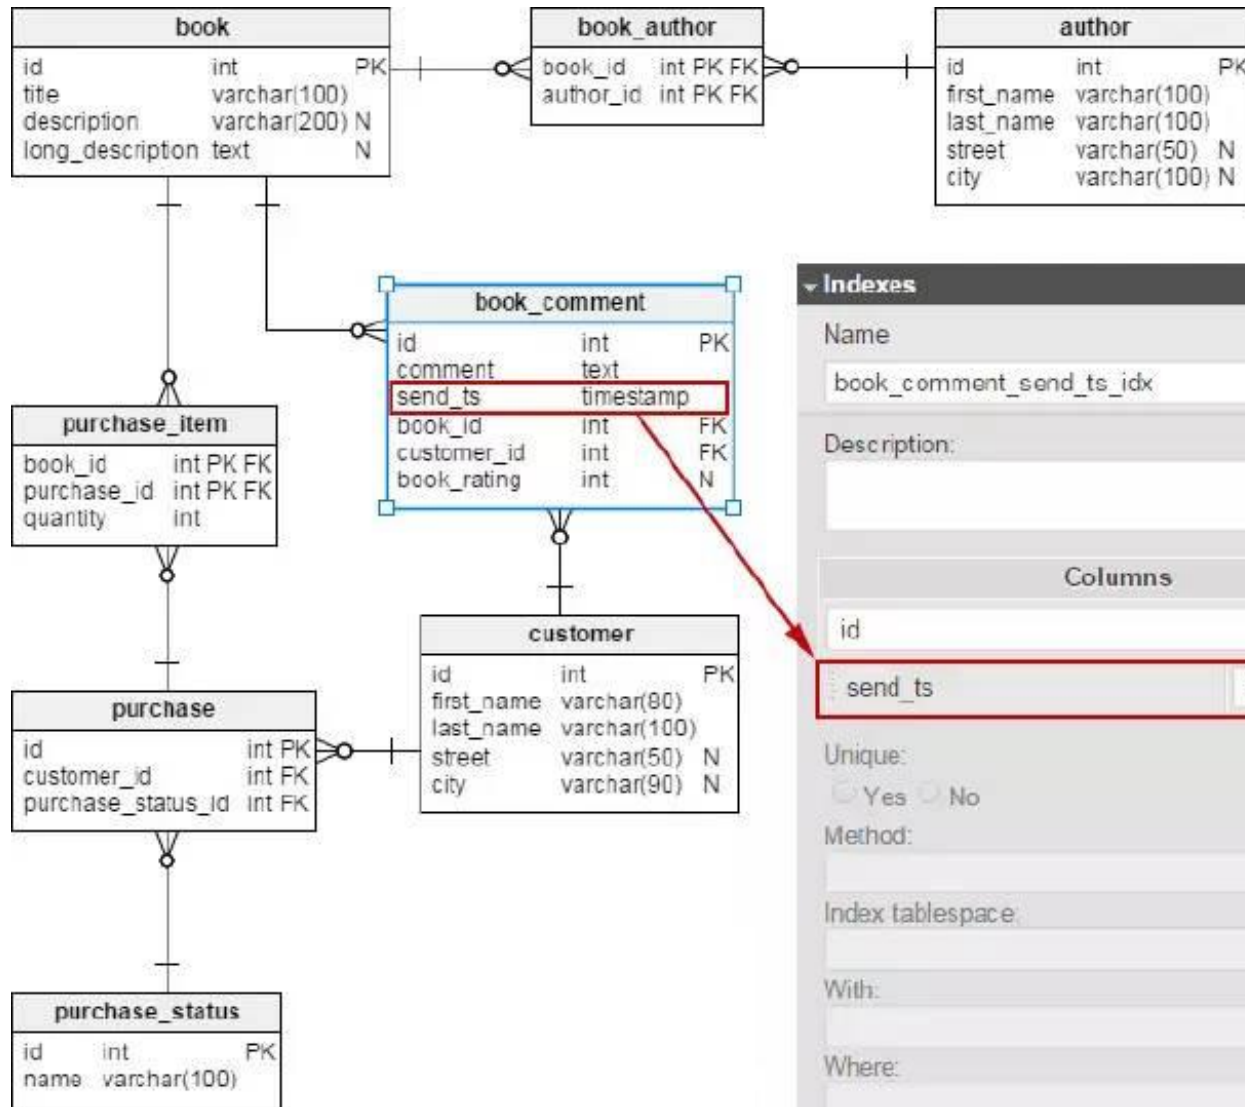 book
id int PK
title varchar(100)
description varchar(200) N
long_description text N
book_author
book_id int PK FK
author_id int PK FK
author
id int PK
first_name varchar(100)
last_name varchar(100)
street varchar(50) N
city varchar(100) N
book_comment
id int PK
comment text
send_ts timestamp
book_id int FK
customer_id int FK
book_rating int N
purchase_item
book_id int PK FK
purchase_id int PK FK
quantity int
customer
id int PK
first_name varchar(80)
last_name varchar(100)
street varchar(50) N
city varchar(90) N
purchase
id int PK
customer_id int FK
purchase_status_id int FK
purchase_status
id int PK
name varchar(100)
Indexes
Name
book_comment_send_ts_idx
Description:
Columns
id
send_ts
Unique:
Yes No
Method:
Index tablespace:
With:
Where: